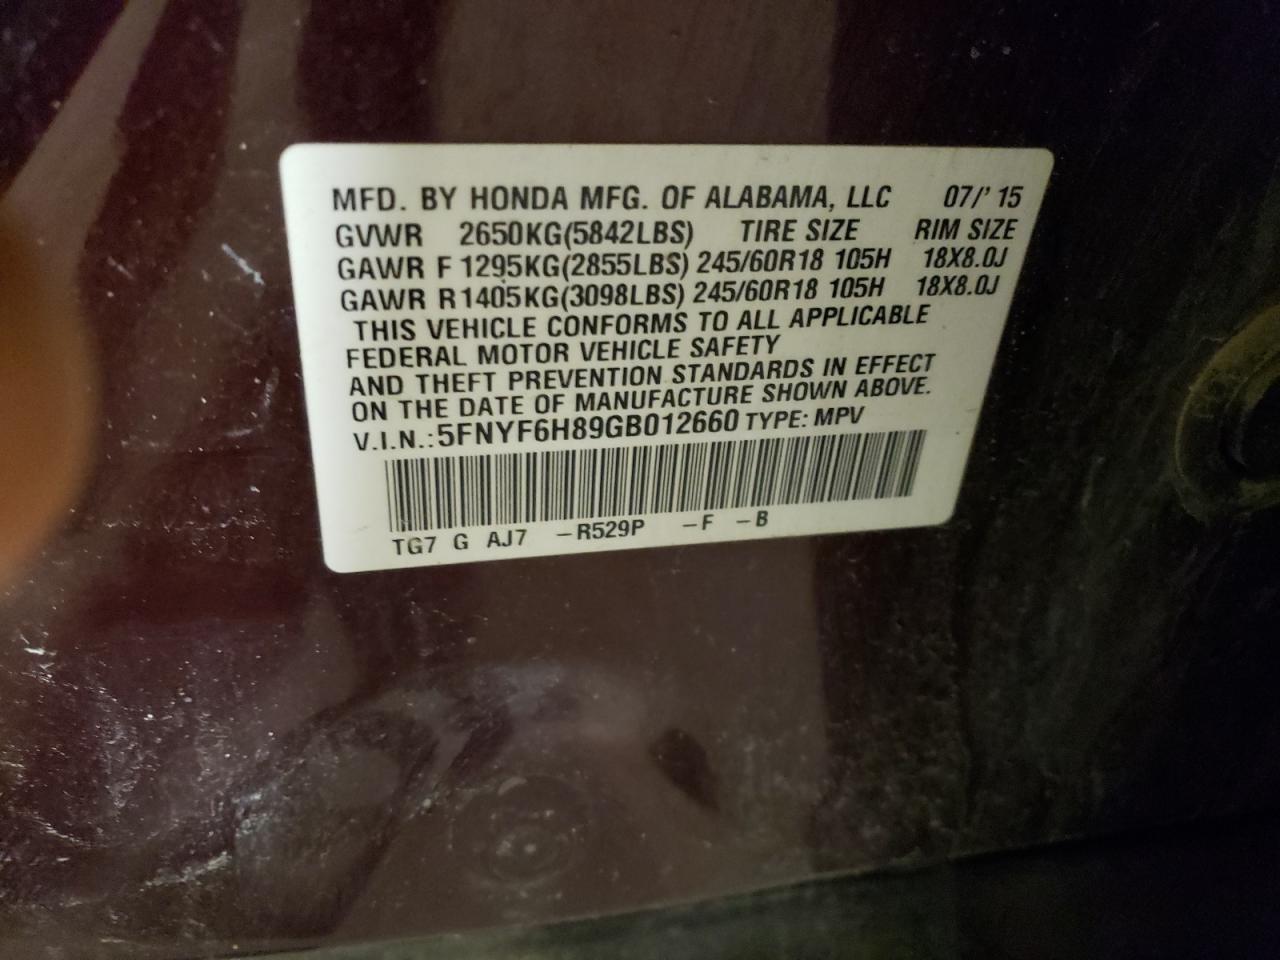 MFD. BY HONDA MFG. OF ALABAMA, LLC 07/'15
GVWR 2650KG(5842LBS) TIRE SIZE RIM SIZE
GAWR F 1295KG(2855LBS) 245/60R18 105H 18X8.0J
GAWR R 1405KG(3098LBS) 245/60R18 105H 18X8.0J
THIS VEHICLE CONFORMS TO ALL APPLICABLE
FEDERAL MOTOR VEHICLE SAFETY
AND THEFT PREVENTION STANDARDS IN EFFECT
ON THE DATE OF MANUFACTURE SHOWN ABOVE.
V.I.N.:5FNYF6H89GB012660 TYPE: MPV
TG7 G AJ7 –R529P –F –B